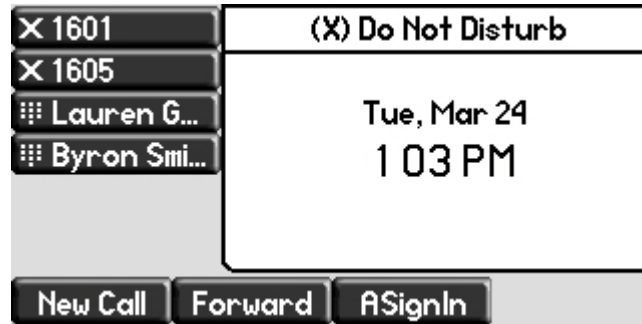 X 1601
X 1605
Lauren G...
Byron Smi...
(X) Do Not Disturb
Tue, Mar 24
1 03 PM
New Call
Forward
ASignIn